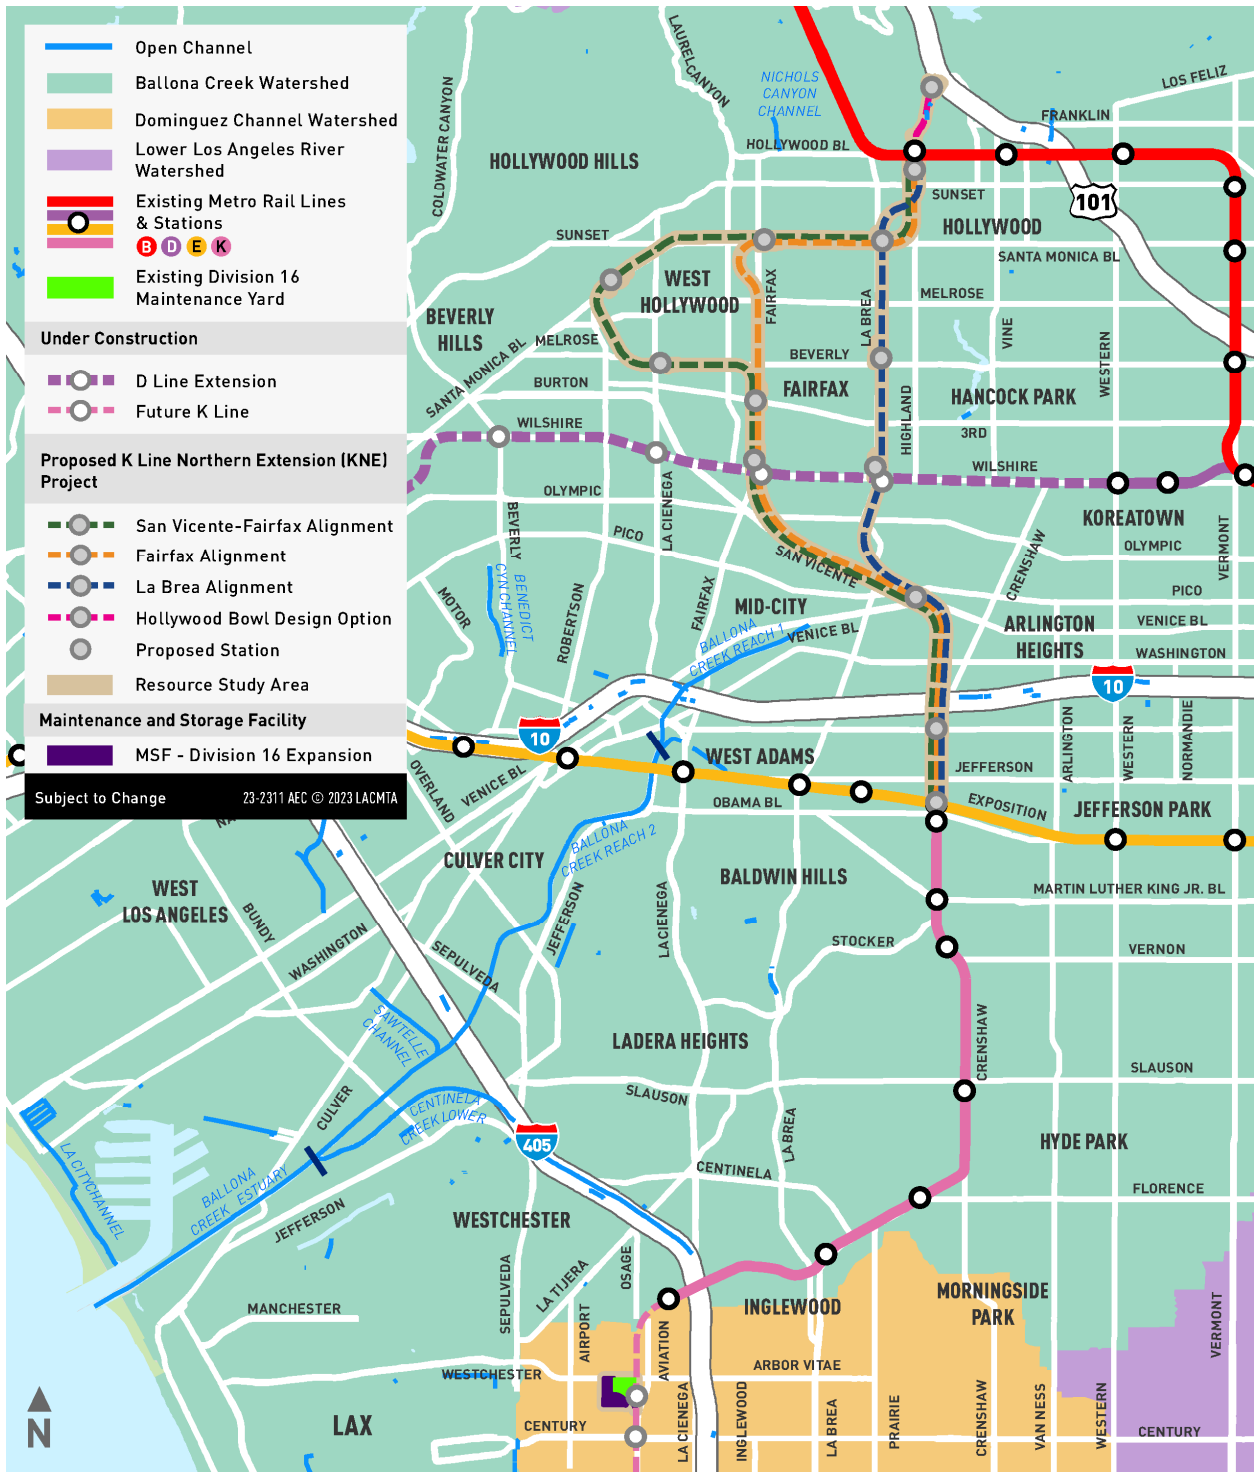 Open Channel
Ballona Creek Watershed
Dominguez Channel Watershed
Lower Los Angeles River
Watershed
Existing Metro Rail Lines
& Stations
B D E K
Existing Division 16
Maintenance Yard
Under Construction
D Line Extension
Future K Line
Proposed K Line Northern Extension (KNE)
Project
San Vicente-Fairfax Alignment
Fairfax Alignment
La Brea Alignment
Hollywood Bowl Design Option
Proposed Station
Resource Study Area
Maintenance and Storage Facility
MSF - Division 16 Expansion
Subject to Change
23-2311 AEC © 2023 LACMTA
COLDWATER CANYON
LAURELCANYON
NICHOLS
CANYON
CHANNEL
LOS FELIZ
FRANKLIN
HOLLYWOOD BL
HOLLYWOOD HILLS
SUNSET
101
HOLLYWOOD
SUNSET
SANTA MONICA BL
WEST
HOLLYWOOD
FAIRFAX
LA BREA
MELROSE
VINE
WESTERN
BEVERLY
HILLS
SANTA MONICA BL
MELROSE
BEVERLY
BURTON
FAIRFAX
HIGHLAND
HANCOCK PARK
WILSHIRE
3RD
WILSHIRE
OLYMPIC
LA CIENEGA
KOREATOWN
BEVERLY
PICO
OLYMPIC
VERMONT
CRENSHAW
SAN VICENTE
MOTOR
BENEDICT
CYN CHANNEL
ROBERTSON
FAIRFAX
MID-CITY
PICO
BALLONA
CREEK REACH 1
VENICE BL
ARLINGTON
HEIGHTS
VENICE BL
WASHINGTON
10
10
ARLINGTON
WESTERN
NORMANDIE
WEST ADAMS
JEFFERSON
OVERLAND
VENICE BL
OBAMA BL
EXPOSITION
JEFFERSON PARK
NA
CULVER CITY
BALLONA
CREEK REACH 2
BALDWIN HILLS
MARTIN LUTHER KING JR. BL
WEST
LOS ANGELES
BUNDY
WASHINGTON
SEPULVEDA
JEFFERSON
LA CIENEGA
STOCKER
VERNON
SAWTELLE
CHANNEL
LADERA HEIGHTS
CRENSHAW
SLAUSON
SLAUSON
CULVER
CENTINELA
CREEK LOWER
405
LA BREA
HYDE PARK
LA CITYCHANNEL
BALLONA
CREEK ESTUARY
CENTINELA
FLORENCE
JEFFERSON
WESTCHESTER
SEPULVEDA
LA TIJERA
OSAGE
INGLEWOOD
MORNINGSIDE
PARK
MANCHESTER
AIRPORT
AVIATION
VERMONT
WESTCHESTER
ARBOR VITAE
LAX
CENTURY
LA CIENEGA
INGLEWOOD
LA BREA
PRAIRIE
CRENSHAW
VAN NESS
WESTERN
CENTURY
N